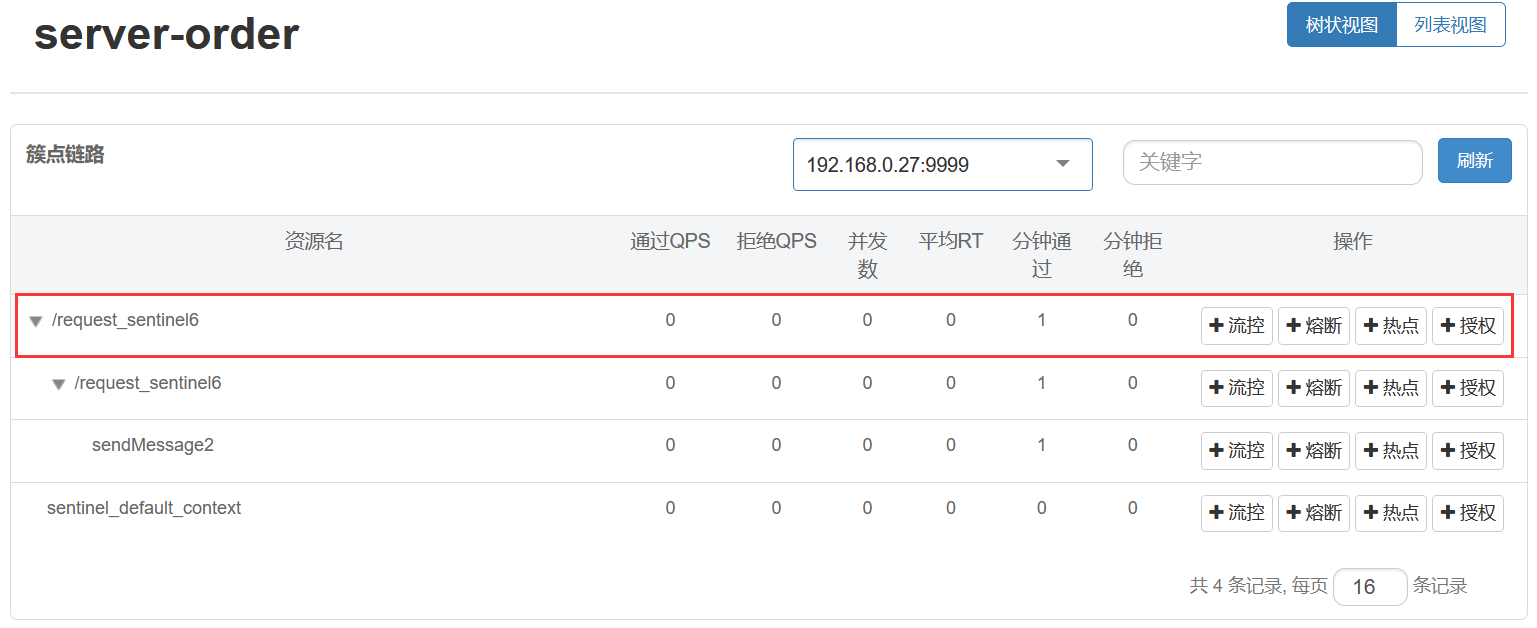 server-order
树状视图 列表视图
簇点链路 192.168.0.27:9999 关键字 刷新
资源名 通过QPS 拒绝QPS 并发数 平均RT 分钟通过 分钟拒绝 操作
/request_sentinel6 0 0 0 0 1 0 流控 熔断 热点 授权
/request_sentinel6 0 0 0 0 1 0 流控 熔断 热点 授权
sendMessage2 0 0 0 0 1 0 流控 熔断 热点 授权
sentinel_default_context 0 0 0 0 0 0 流控 熔断 热点 授权
共 4 条记录, 每页 16 条记录